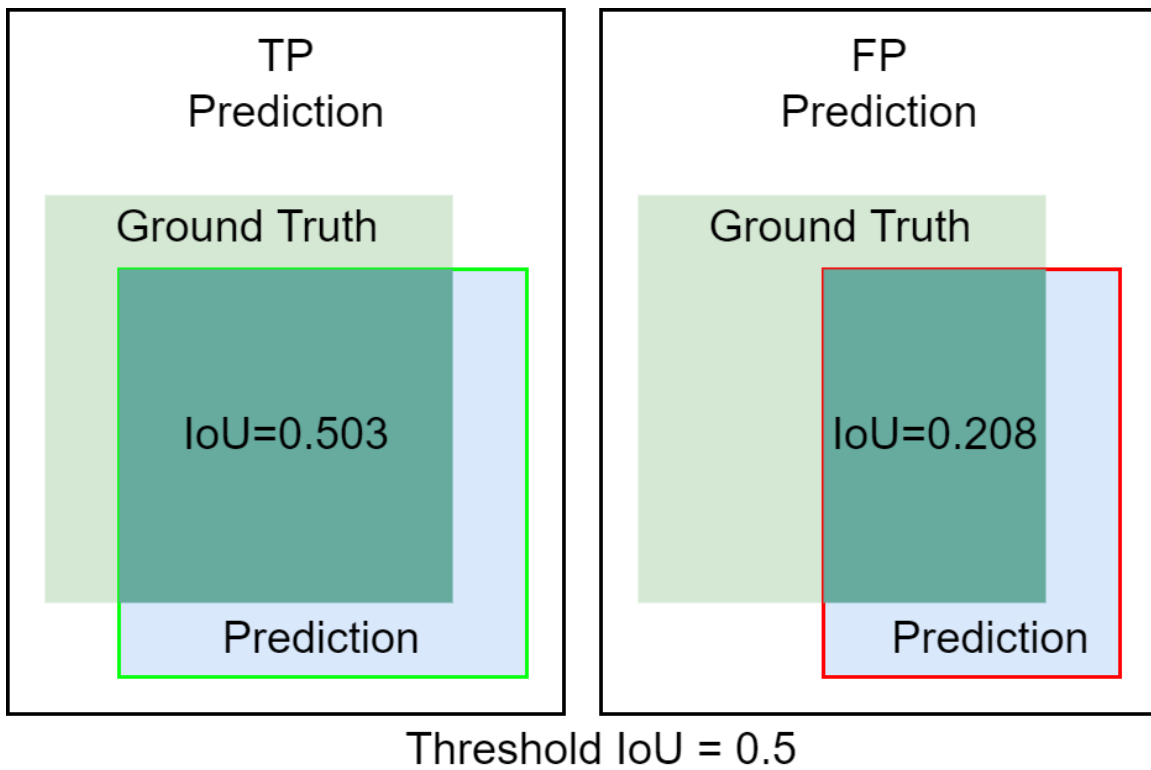 TP
Prediction
Ground Truth
IoU=0.503
Prediction
FP
Prediction
Ground Truth
IoU=0.208
Prediction
Threshold IoU = 0.5